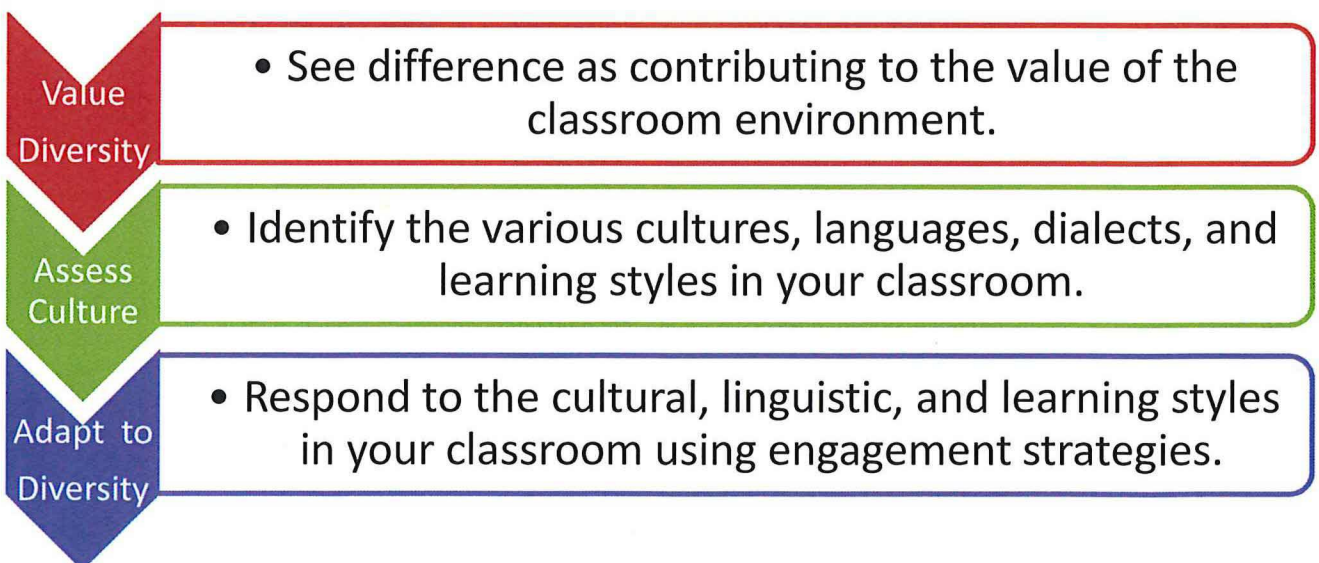 Value
Diversity
• See difference as contributing to the value of the
classroom environment.
Assess
Culture
• Identify the various cultures, languages, dialects, and
learning styles in your classroom.
Adapt to
Diversity
• Respond to the cultural, linguistic, and learning styles
in your classroom using engagement strategies.